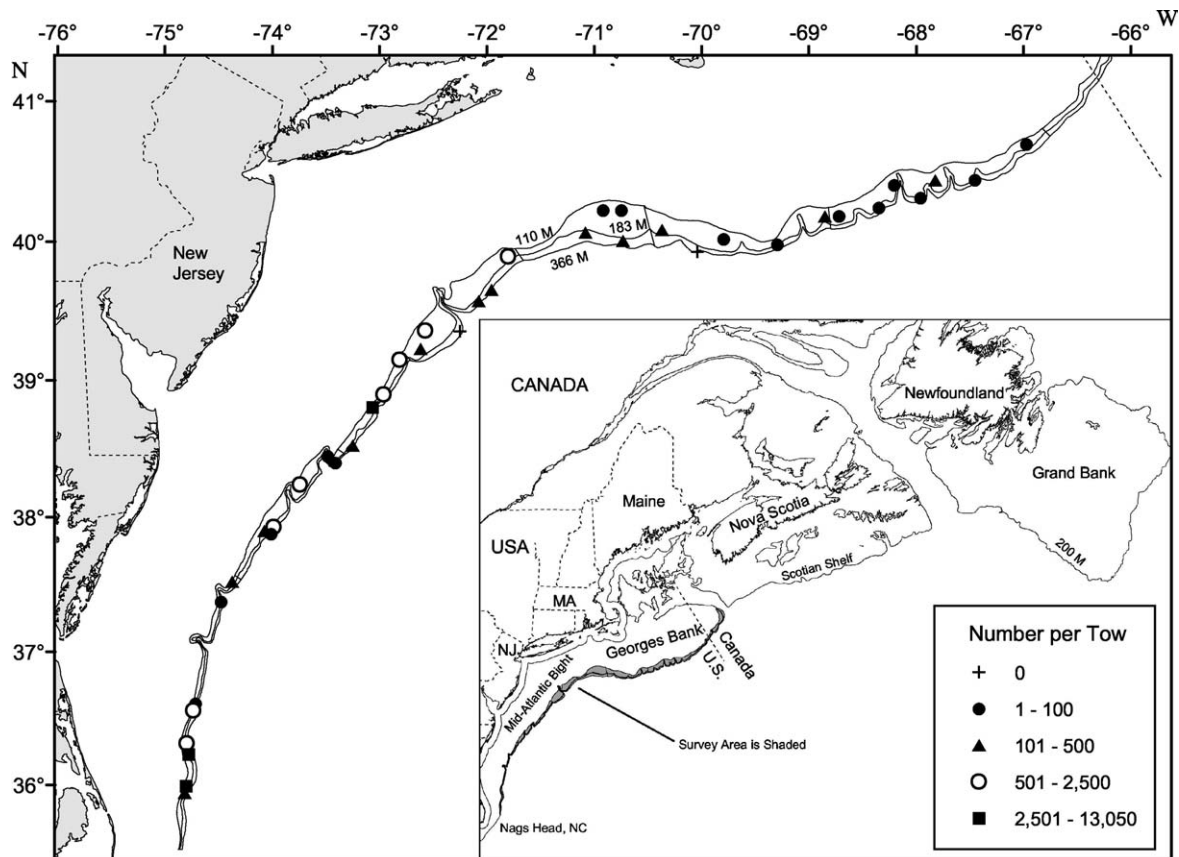 -76° -75° -74° -73° -72° -71° -70° -69° -68° -67° -66° W
N
41°
40°
39°
38°
37°
36°
New
Jersey
110 M
183 M
366 M
CANADA
Newfoundland
Grand Bank
Maine
Nova Scotia
USA
Scotian Shelf
200 M
MA
NJ
Georges Bank
Canada
U.S.
Mid-Atlantic Bight
Survey Area is Shaded
Nags Head, NC
Number per Tow
0
1 - 100
101 - 500
501 - 2,500
2,501 - 13,050